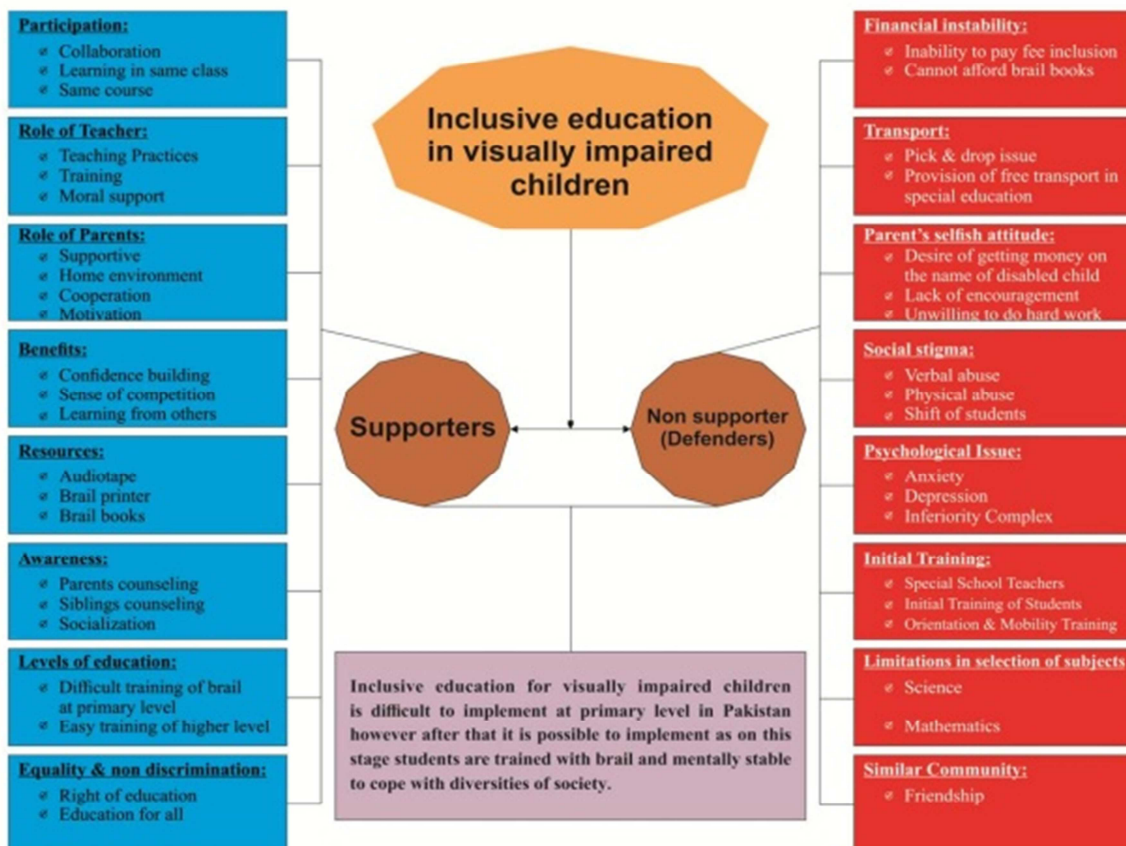 Participation:
Collaboration
Learning in same class
Same course
Role of Teacher:
Teaching Practices
Training
Moral support
Role of Parents:
Supportive
Home environment
Cooperation
Motivation
Benefits:
Confidence building
Sense of competition
Learning from others
Resources:
Audiotape
Brail printer
Brail books
Awareness:
Parents counseling
Siblings counseling
Socialization
Levels of education:
Difficult training of brail
at primary level
Easy training of higher level
Equality & non discrimination:
Right of education
Education for all
Inclusive education
in visually impaired
children
Supporters
Non supporter
(Defenders)
Inclusive education for visually impaired children
is difficult to implement at primary level in Pakistan
however after that it is possible to implement as on this
stage students are trained with brail and mentally stable
to cope with diversities of society.
Financial instability:
Inability to pay fee inclusion
Cannot afford brail books
Transport:
Pick & drop issue
Provision of free transport in
special education
Parent's selfish attitude:
Desire of getting money on
the name of disabled child
Lack of encouragement
Unwilling to do hard work
Social stigma:
Verbal abuse
Physical abuse
Shift of students
Psychological Issue:
Anxiety
Depression
Inferiority Complex
Initial Training:
Special School Teachers
Initial Training of Students
Orientation & Mobility Training
Limitations in selection of subjects
Science
Mathematics
Similar Community:
Friendship